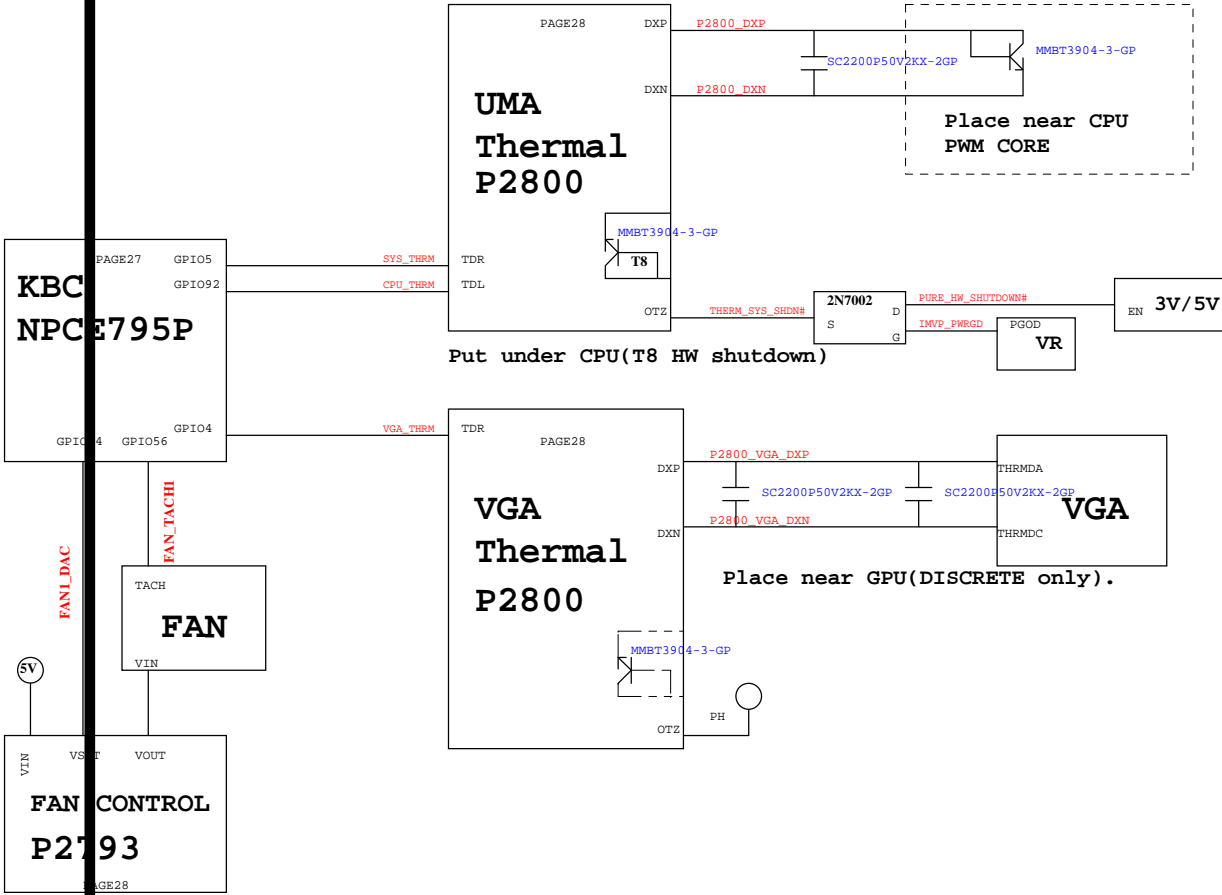 PAGE28
DXP
P2800_DXP
SC2200P50V2KX-2GP
MMBT3904-3-GP
DXN
P2800_DXN
UMA
Thermal
P2800
Place near CPU
PWM CORE
MMBT3904-3-GP
T8
PAGE27
GPIO5
SYS_THRM
TDR
KBC
NPCE795P
GPIO92
CPU_THRM
TDL
OTZ
THERM_SYS_SHDN#
2N7002
S
D
G
PURE_HW_SHUTDOWN#
IMVP_PWRGD
PGOD
VR
EN
3V/5V
Put under CPU(T8 HW shutdown)
GPIO4
VGA_THRM
TDR
PAGE28
GPIO56
DXP
P2800_VGA_DXP
SC2200P50V2KX-2GP
SC2200P50V2KX-2GP
THRMDA
VGA
THRMDC
DXN
P2800_VGA_DXN
VGA
Thermal
P2800
Place near GPU(DISCRETE only).
MMBT3904-3-GP
OTZ
PH
FAN_TACH1
FAN1_DAC
TACH
FAN
VIN
5V
VIN
VOUT
FAN CONTROL
P2793